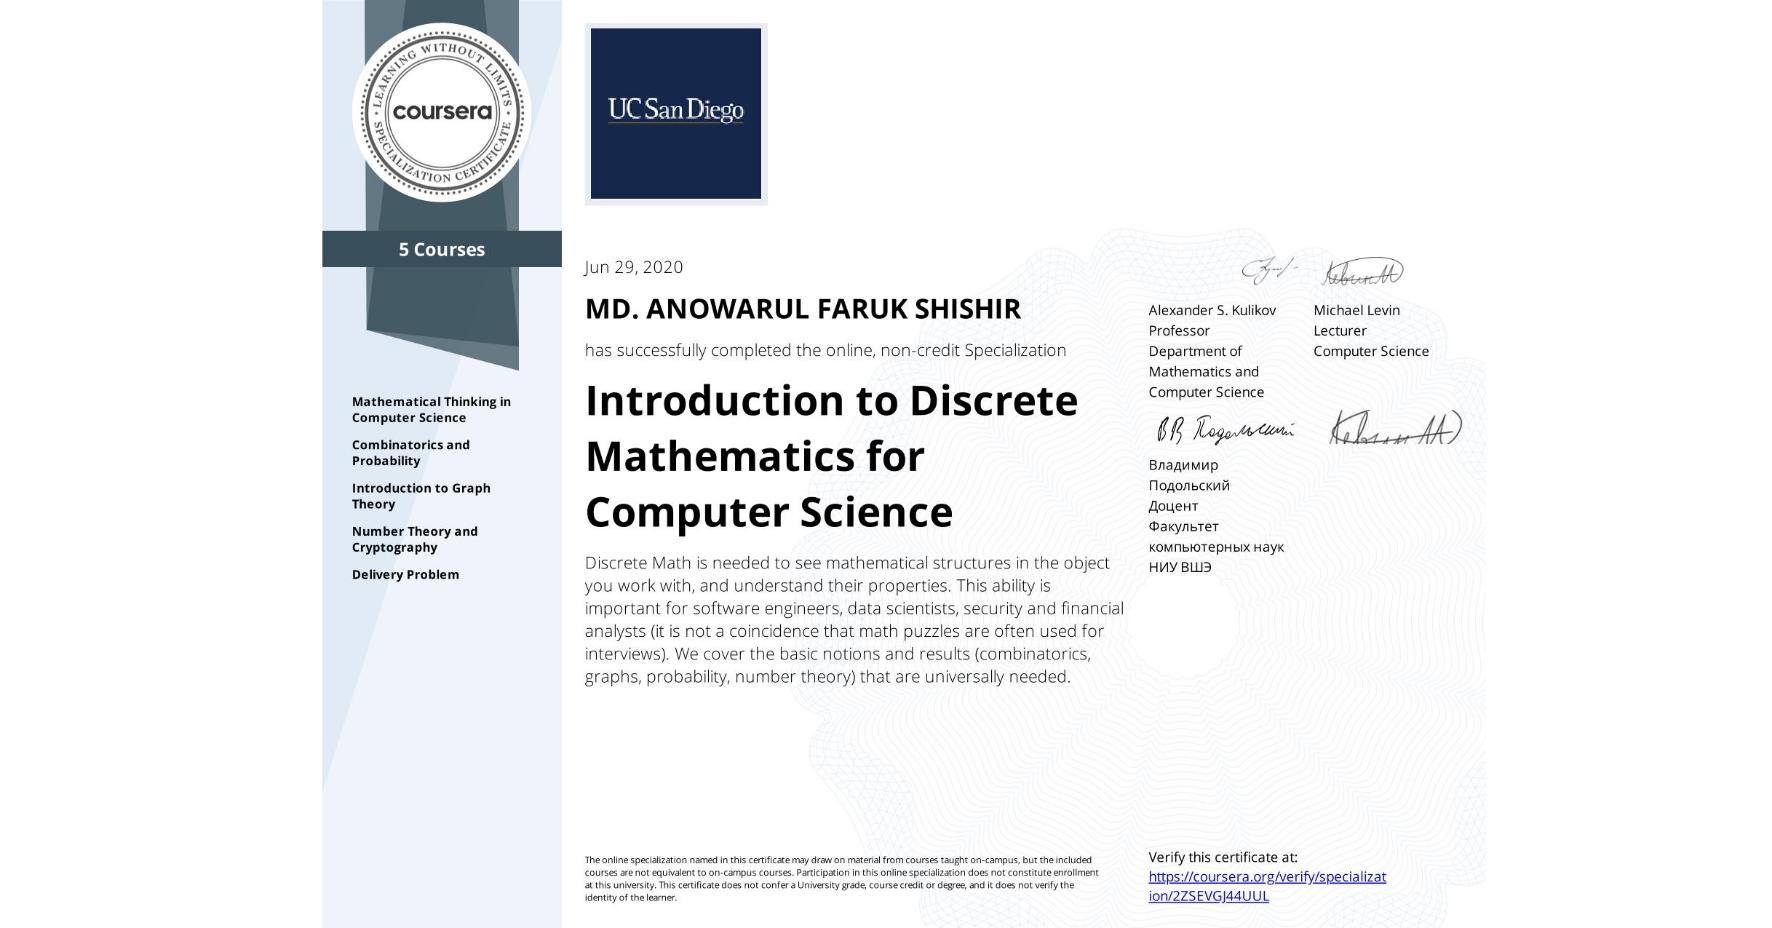 LEARNING WITHOUT LIMITS
coursera
SPECIALIZATION CERTIFICATE
UC San Diego
5 Courses
Mathematical Thinking in
Computer Science
Combinatorics and
Probability
Introduction to Graph
Theory
Number Theory and
Cryptography
Delivery Problem
Jun 29, 2020
MD. ANOWARUL FARUK SHISHIR
has successfully completed the online, non-credit Specialization
Introduction to Discrete
Mathematics for
Computer Science
Discrete Math is needed to see mathematical structures in the object
you work with, and understand their properties. This ability is
important for software engineers, data scientists, security and financial
analysts (it is not a coincidence that math puzzles are often used for
interviews). We cover the basic notions and results (combinatorics,
graphs, probability, number theory) that are universally needed.
Alexander S. Kulikov
Professor
Department of
Mathematics and
Computer Science
Michael Levin
Lecturer
Computer Science
Владимир
Подольский
Доцент
Факультет
компьютерных наук
НИУ ВШЭ
The online specialization named in this certificate may draw on material from courses taught on-campus, but the included
courses are not equivalent to on-campus courses. Participation in this online specialization does not constitute enrollment
at this university. This certificate does not confer a University grade, course credit or degree, and it does not verify the
identity of the learner.
Verify this certificate at:
https://coursera.org/verify/specializat
ion/2ZSEVGJ44UUL